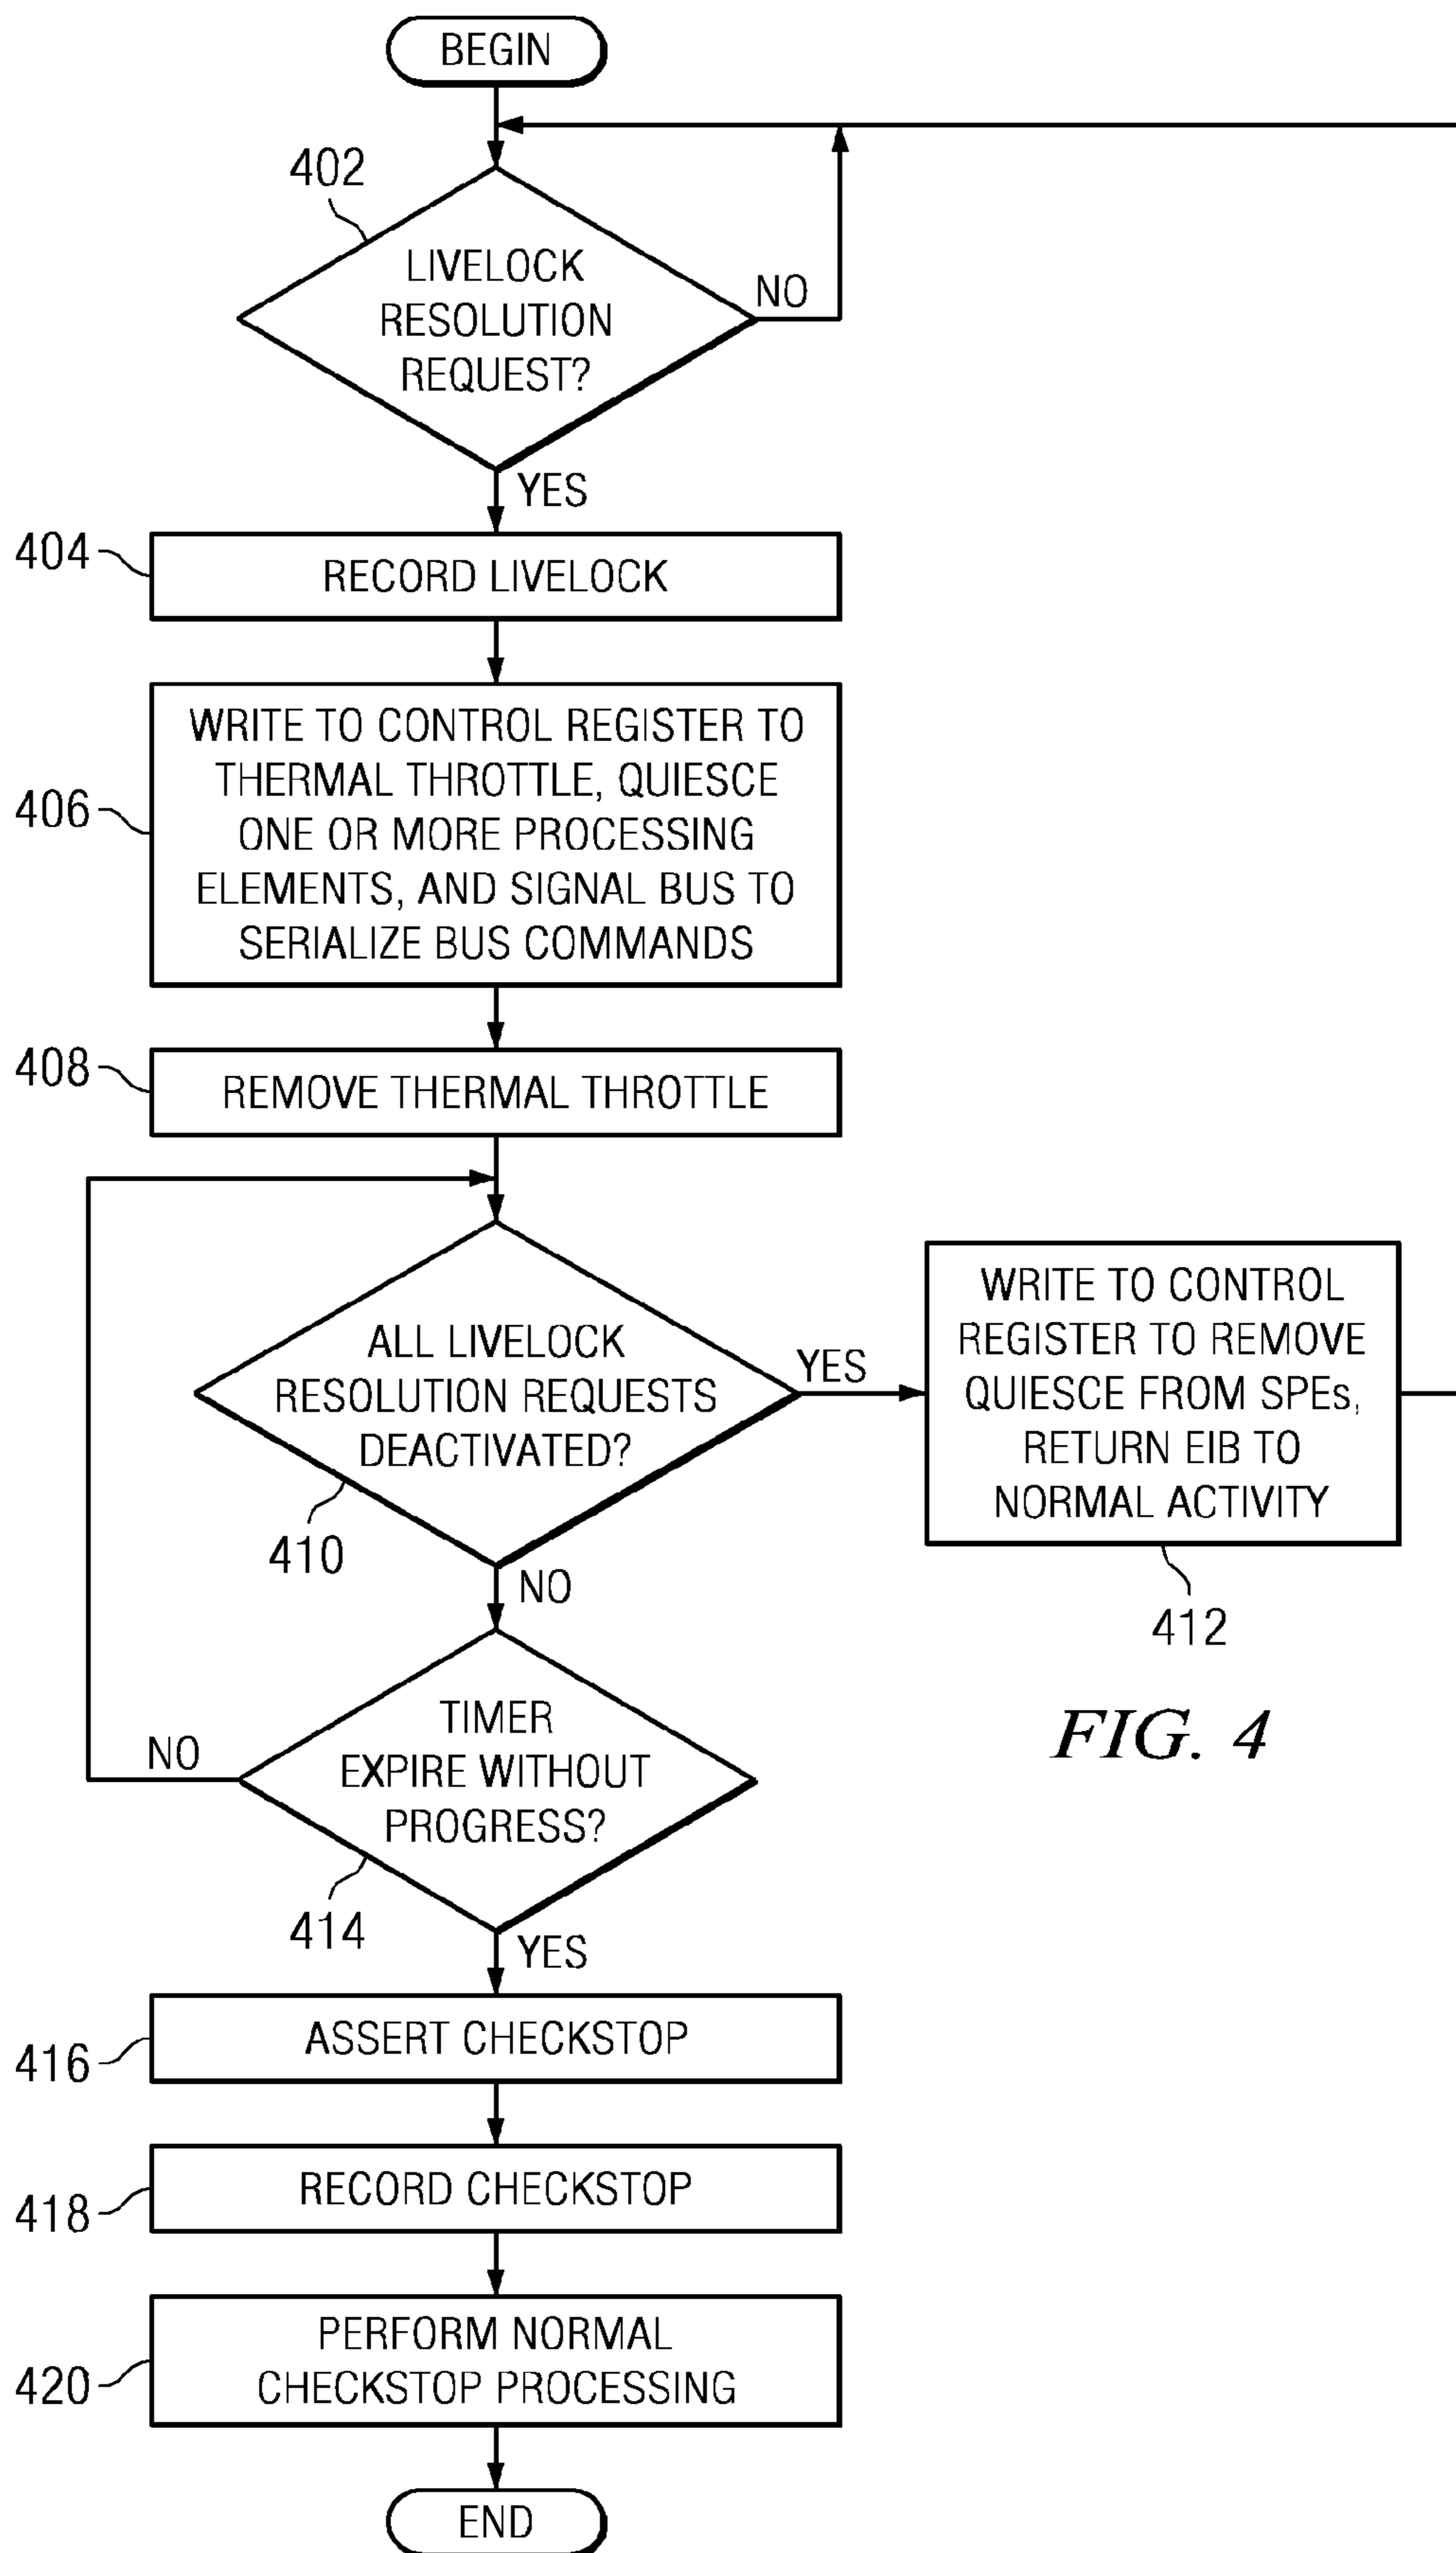 BEGIN
402
LIVELOCK
RESOLUTION
REQUEST?
NO
YES
404
RECORD LIVELOCK
406
WRITE TO CONTROL REGISTER TO
THERMAL THROTTLE, QUIESCE
ONE OR MORE PROCESSING
ELEMENTS, AND SIGNAL BUS TO
SERIALIZE BUS COMMANDS
408
REMOVE THERMAL THROTTLE
ALL LIVELOCK
RESOLUTION REQUESTS
DEACTIVATED?
410
YES
WRITE TO CONTROL
REGISTER TO REMOVE
QUIESCE FROM SPEs,
RETURN EIB TO
NORMAL ACTIVITY
412
NO
TIMER
EXPIRE WITHOUT
PROGRESS?
NO
414
YES
FIG. 4
416
ASSERT CHECKSTOP
418
RECORD CHECKSTOP
420
PERFORM NORMAL
CHECKSTOP PROCESSING
END